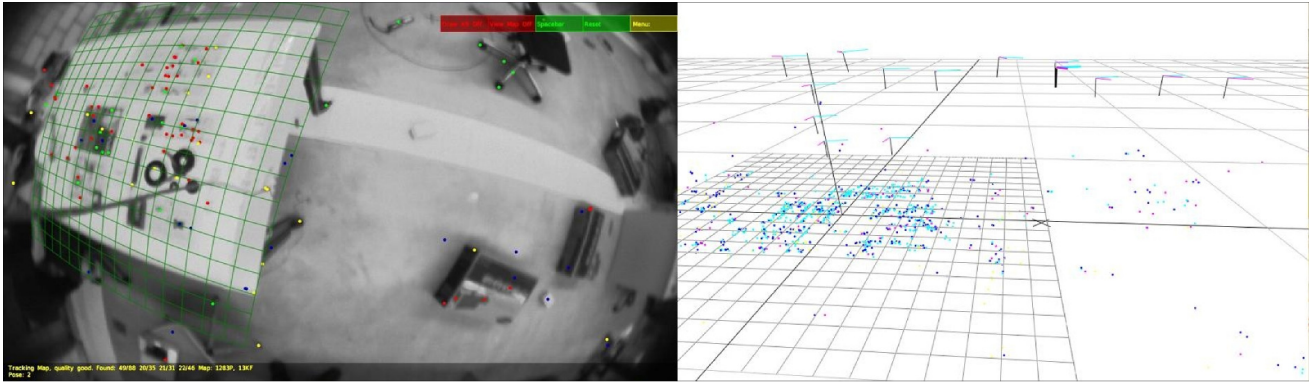 Spacebar
Reset
Menu:
Tracking Map, quality good. Found: 49/88 20/35 21/31 22/46 Map: 1283P, 13KF
Pose: 2